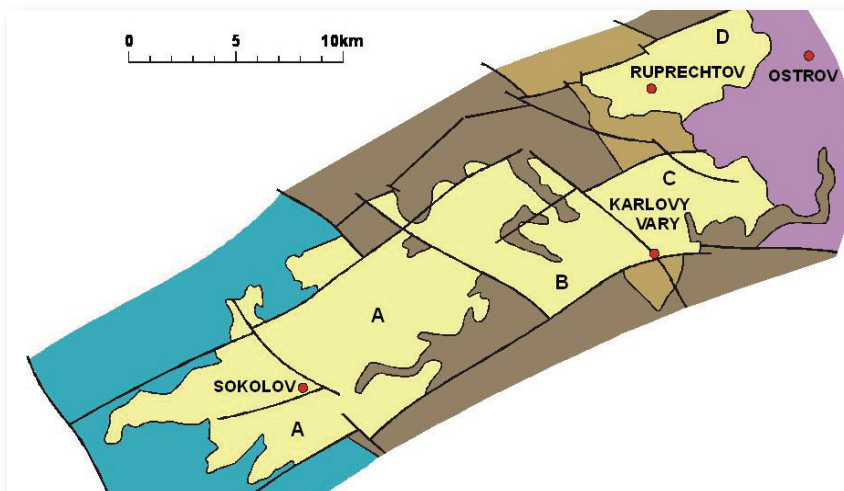 0 5 10km
D
RUPRECHTOV
OSTROV
C
KARLOVY
VARY
B
A
SOKOLOV
A